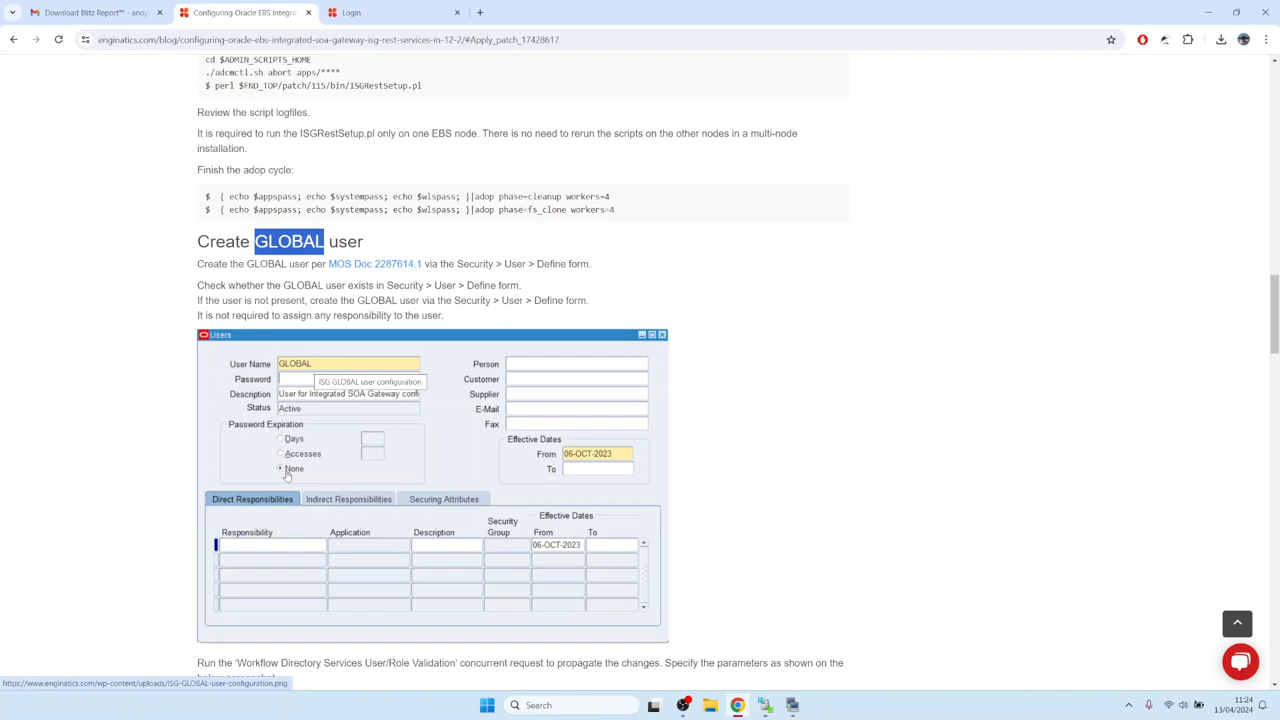 Download Blitz Report™ - andy
Configuring Oracle EBS Integra
Login
enginatics.com/blog/configuring-oracle-ebs-integrated-soa-gateway-isg-rest-services-in-12-2/#Apply_patch_17428617
cd $ADMIN_SCRIPTS_HOME
./adcmctl.sh abort apps/****
$ perl $FND_TOP/patch/115/bin/ISGRestSetup.pl
Review the script logfiles.
It is required to run the ISGRestSetup.pl only on one EBS node. There is no need to rerun the scripts on the other nodes in a multi-node
installation.
Finish the adop cycle:
$ { echo $appspass; echo $systempass; echo $wlspass; }|adop phase=cleanup workers=4
$ { echo $appspass; echo $systempass; echo $wlspass; }|adop phase=fs_clone workers=4
Create GLOBAL user
Create the GLOBAL user per MOS Doc 2287614.1 via the Security > User > Define form.
Check whether the GLOBAL user exists in Security > User > Define form.
If the user is not present, create the GLOBAL user via the Security > User > Define form.
It is not required to assign any responsibility to the user.
Users
User Name GLOBAL Person
Password Customer
ISG GLOBAL user configuration
Description User for Integrated SOA Gateway confi Supplier
Status Active E-Mail
Fax
Password Expiration
Days
Accesses
None
Effective Dates
From 06-OCT-2023
To
Direct Responsibilities Indirect Responsibilities Securing Attributes
Security Effective Dates
Responsibility Application Description Group From To
06-OCT-2023
Run the 'Workflow Directory Services User/Role Validation' concurrent request to propagate the changes. Specify the parameters as shown on the
below screenshot
https://www.enginatics.com/wp-content/uploads/ISG-GLOBAL-user-configuration.png
Search
11:24
13/04/2024